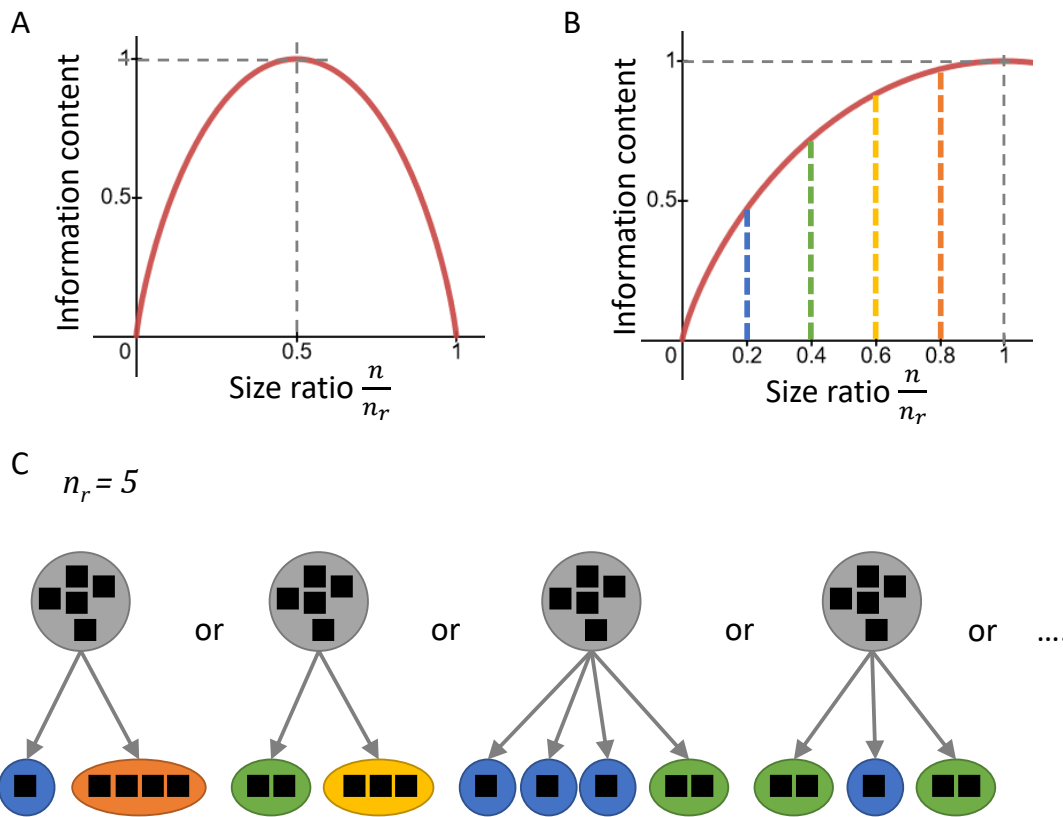 A
Information content
1
0.5
0
0.5
1
Size ratio n/n_r
B
Information content
1
0.5
0
0.2
0.4
0.6
0.8
1
Size ratio n/n_r
C
n_r = 5
or
or
or
or ....